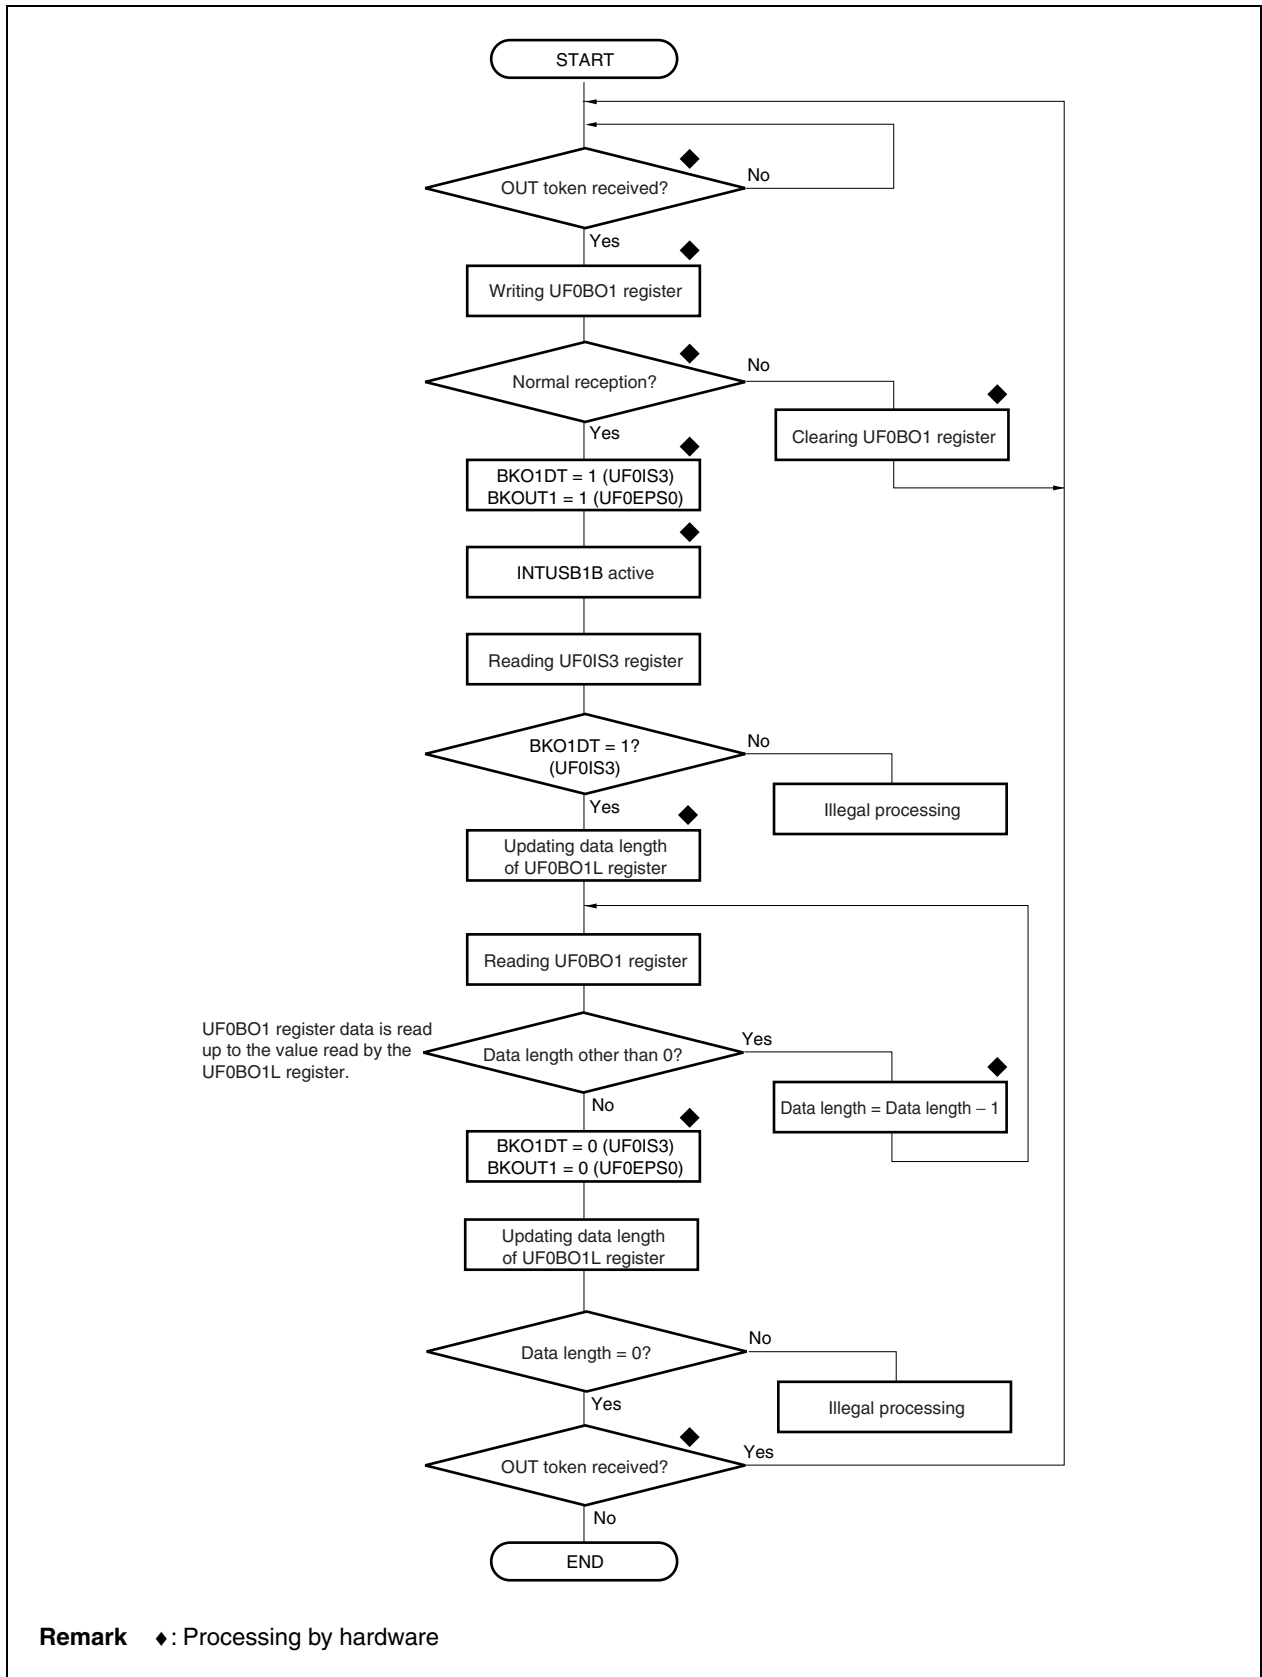 START
OUT token received?
No
Yes
Writing UF0BO1 register
Normal reception?
No
Yes
Clearing UF0BO1 register
BKO1DT = 1 (UF0IS3)
BKOUT1 = 1 (UF0EPS0)
INTUSB1B active
Reading UF0IS3 register
BKO1DT = 1?
(UF0IS3)
No
Yes
Illegal processing
Updating data length
of UF0BO1L register
Reading UF0BO1 register
UF0BO1 register data is read
up to the value read by the
UF0BO1L register.
Data length other than 0?
Yes
No
Data length = Data length − 1
BKO1DT = 0 (UF0IS3)
BKOUT1 = 0 (UF0EPS0)
Updating data length
of UF0BO1L register
Data length = 0?
No
Yes
Illegal processing
OUT token received?
Yes
No
END
Remark ♦: Processing by hardware